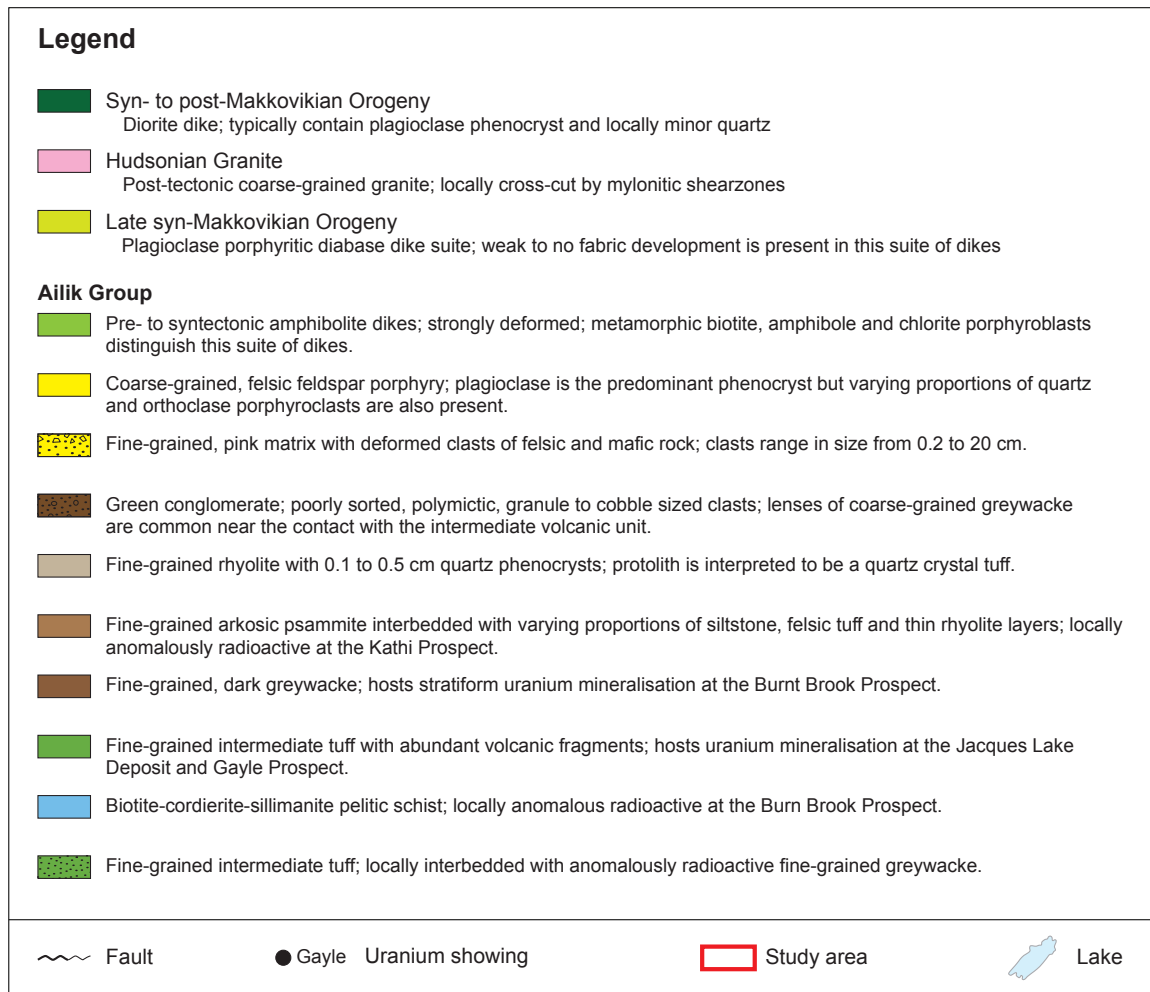 Legend
Syn- to post-Makkovikian Orogeny
Diorite dike; typically contain plagioclase phenocryst and locally minor quartz
Hudsonian Granite
Post-tectonic coarse-grained granite; locally cross-cut by mylonitic shearzones
Late syn-Makkovikian Orogeny
Plagioclase porphyritic diabase dike suite; weak to no fabric development is present in this suite of dikes
Ailik Group
Pre- to syntectonic amphibolite dikes; strongly deformed; metamorphic biotite, amphibole and chlorite porphyroblasts
distinguish this suite of dikes.
Coarse-grained, felsic feldspar porphyry; plagioclase is the predominant phenocryst but varying proportions of quartz
and orthoclase porphyroclasts are also present.
Fine-grained, pink matrix with deformed clasts of felsic and mafic rock; clasts range in size from 0.2 to 20 cm.
Green conglomerate; poorly sorted, polymictic, granule to cobble sized clasts; lenses of coarse-grained greywacke
are common near the contact with the intermediate volcanic unit.
Fine-grained rhyolite with 0.1 to 0.5 cm quartz phenocrysts; protolith is interpreted to be a quartz crystal tuff.
Fine-grained arkosic psammite interbedded with varying proportions of siltstone, felsic tuff and thin rhyolite layers; locally
anomalously radioactive at the Kathi Prospect.
Fine-grained, dark greywacke; hosts stratiform uranium mineralisation at the Burnt Brook Prospect.
Fine-grained intermediate tuff with abundant volcanic fragments; hosts uranium mineralisation at the Jacques Lake
Deposit and Gayle Prospect.
Biotite-cordierite-sillimanite pelitic schist; locally anomalous radioactive at the Burn Brook Prospect.
Fine-grained intermediate tuff; locally interbedded with anomalously radioactive fine-grained greywacke.
Fault Gayle Uranium showing Study area Lake